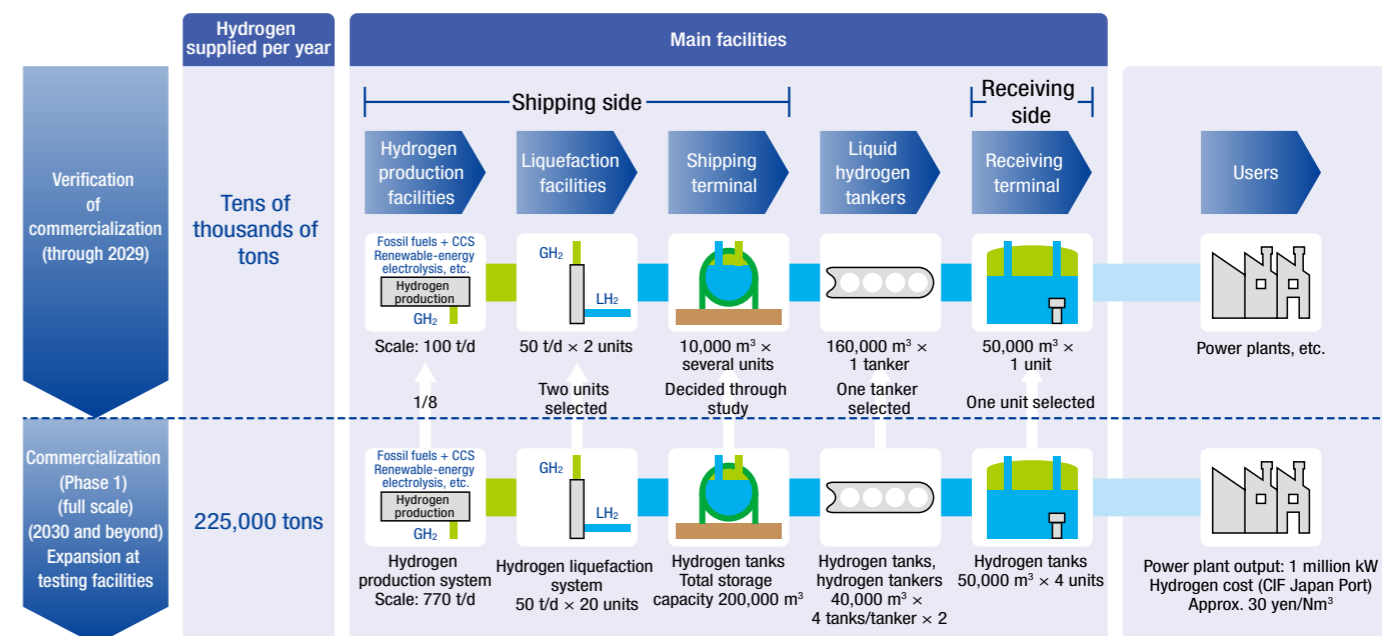 Hydrogen
supplied per year
Main facilities
Shipping side
Receiving
side
Verification
of
commercialization
(through 2029)
Tens of
thousands of
tons
Hydrogen
production
facilities
Liquefaction
facilities
Shipping
terminal
Liquid
hydrogen
tankers
Receiving
terminal
Users
Fossil fuels + CCS
Renewable-energy
electrolysis, etc.
Hydrogen
production
GH₂
GH₂
LH₂
Scale: 100 t/d
50 t/d × 2 units
10,000 m³ ×
several units
160,000 m³ ×
1 tanker
50,000 m³ ×
1 unit
Power plants, etc.
1/8
Two units
selected
Decided through
study
One tanker
selected
One unit selected
Commercialization
(Phase 1)
(full scale)
(2030 and beyond)
Expansion at
testing facilities
225,000 tons
Fossil fuels + CCS
Renewable-energy
electrolysis, etc.
Hydrogen
production
GH₂
GH₂
LH₂
Hydrogen
production system
Scale: 770 t/d
Hydrogen liquefaction
system
50 t/d × 20 units
Hydrogen tanks
Total storage
capacity 200,000 m³
Hydrogen tanks,
hydrogen tankers
40,000 m³ ×
4 tanks/tanker × 2
Hydrogen tanks
50,000 m³ × 4 units
Power plant output: 1 million kW
Hydrogen cost (CIF Japan Port)
Approx. 30 yen/Nm³